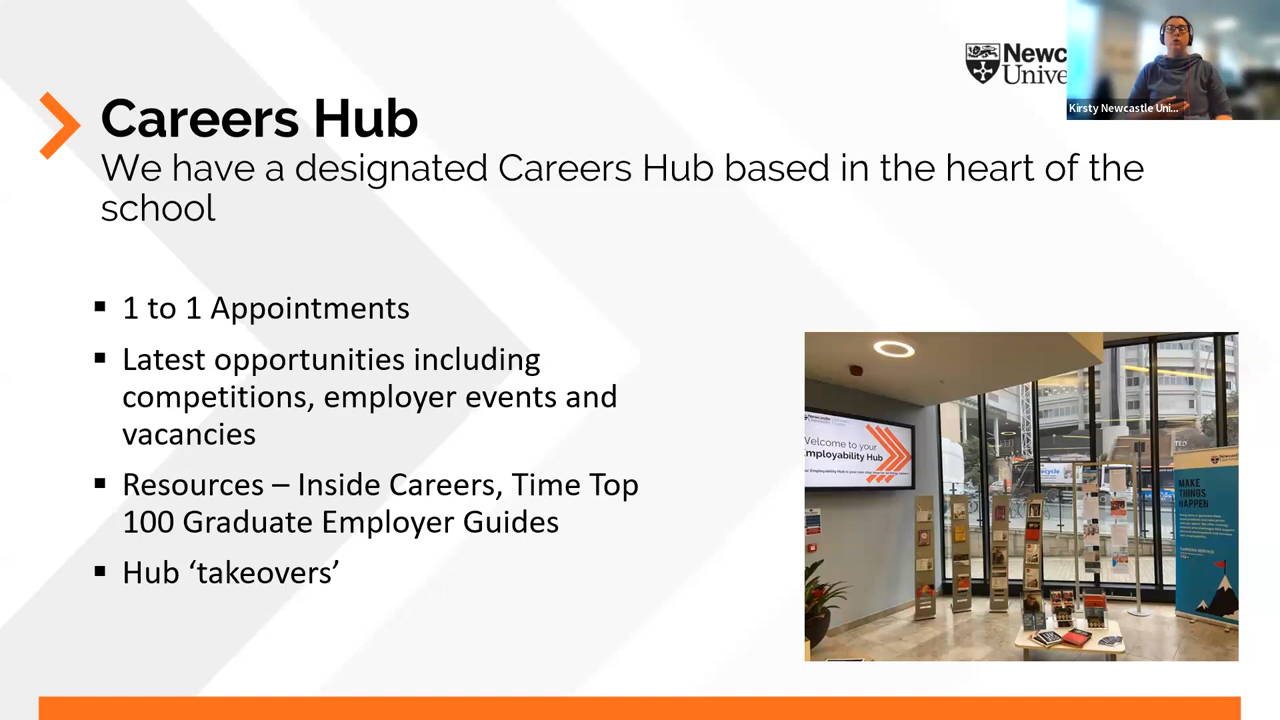 Newc
Unive
Kirsty Newcastle Uni...
Careers Hub
We have a designated Careers Hub based in the heart of the
school
▪ 1 to 1 Appointments
▪ Latest opportunities including
competitions, employer events and
vacancies
▪ Resources – Inside Careers, Time Top
100 Graduate Employer Guides
▪ Hub ‘takeovers’
Welcome to your
Employability Hub
MAKE
THINGS
HAPPEN